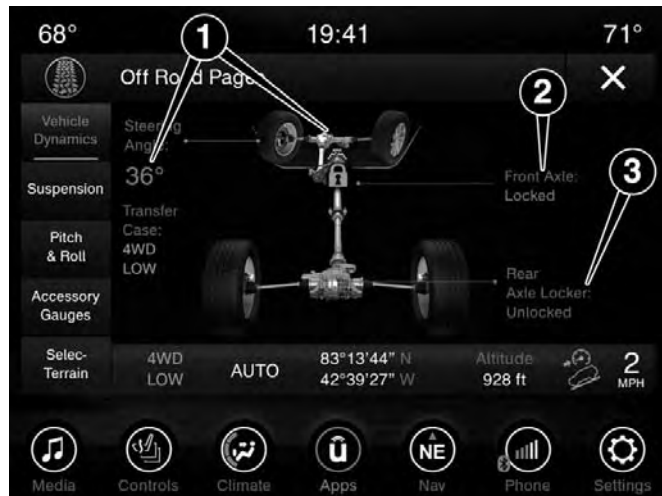 68°
1
19:41
71°
Off Road Pages
2
Vehicle
Dynamics
Steering
Angle:
36°
3
Front Axle:
Locked
Suspension
Transfer
Case:
4WD
LOW
Pitch
& Roll
Rear
Axle Locker:
Unlocked
Accessory
Gauges
Selec-
Terrain
4WD
LOW
AUTO
83°13'44" N
42°39'27" W
Altitude
928 ft
2
MPH
û
NE
Media
Controls
Climate
Apps
Nav
Phone
Settings